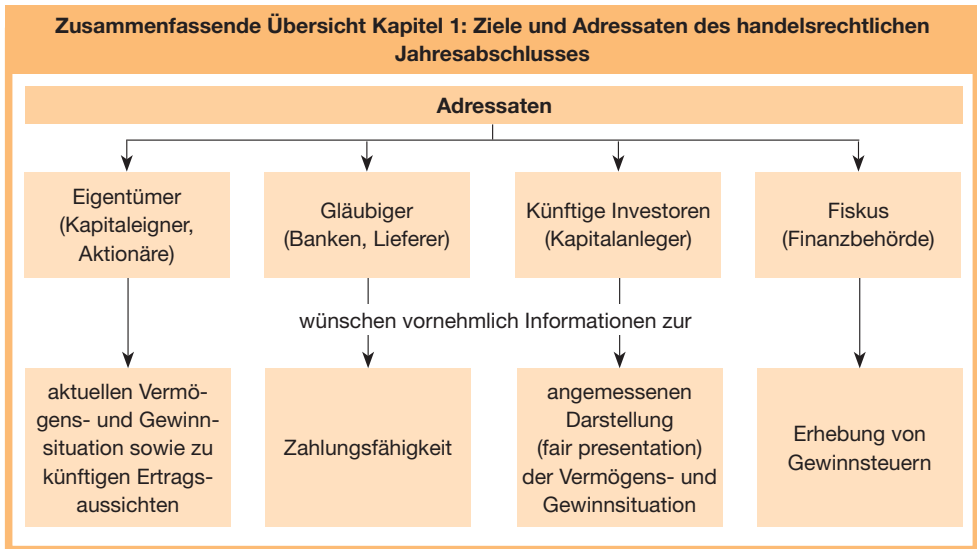 Zusammenfassende Übersicht Kapitel 1: Ziele und Adressaten des handelsrechtlichen
Jahresabschlusses
Adressaten
Eigentümer
(Kapitaleigner,
Aktionäre)
Gläubiger
(Banken, Lieferer)
Künftige Investoren
(Kapitalanleger)
Fiskus
(Finanzbehörde)
wünschen vornehmlich Informationen zur
aktuellen Vermö-
gens- und Gewinn-
situation sowie zu
künftigen Ertrags-
aussichten
Zahlungsfähigkeit
angemessenen
Darstellung
(fair presentation)
der Vermögens- und
Gewinnsituation
Erhebung von
Gewinnsteuern